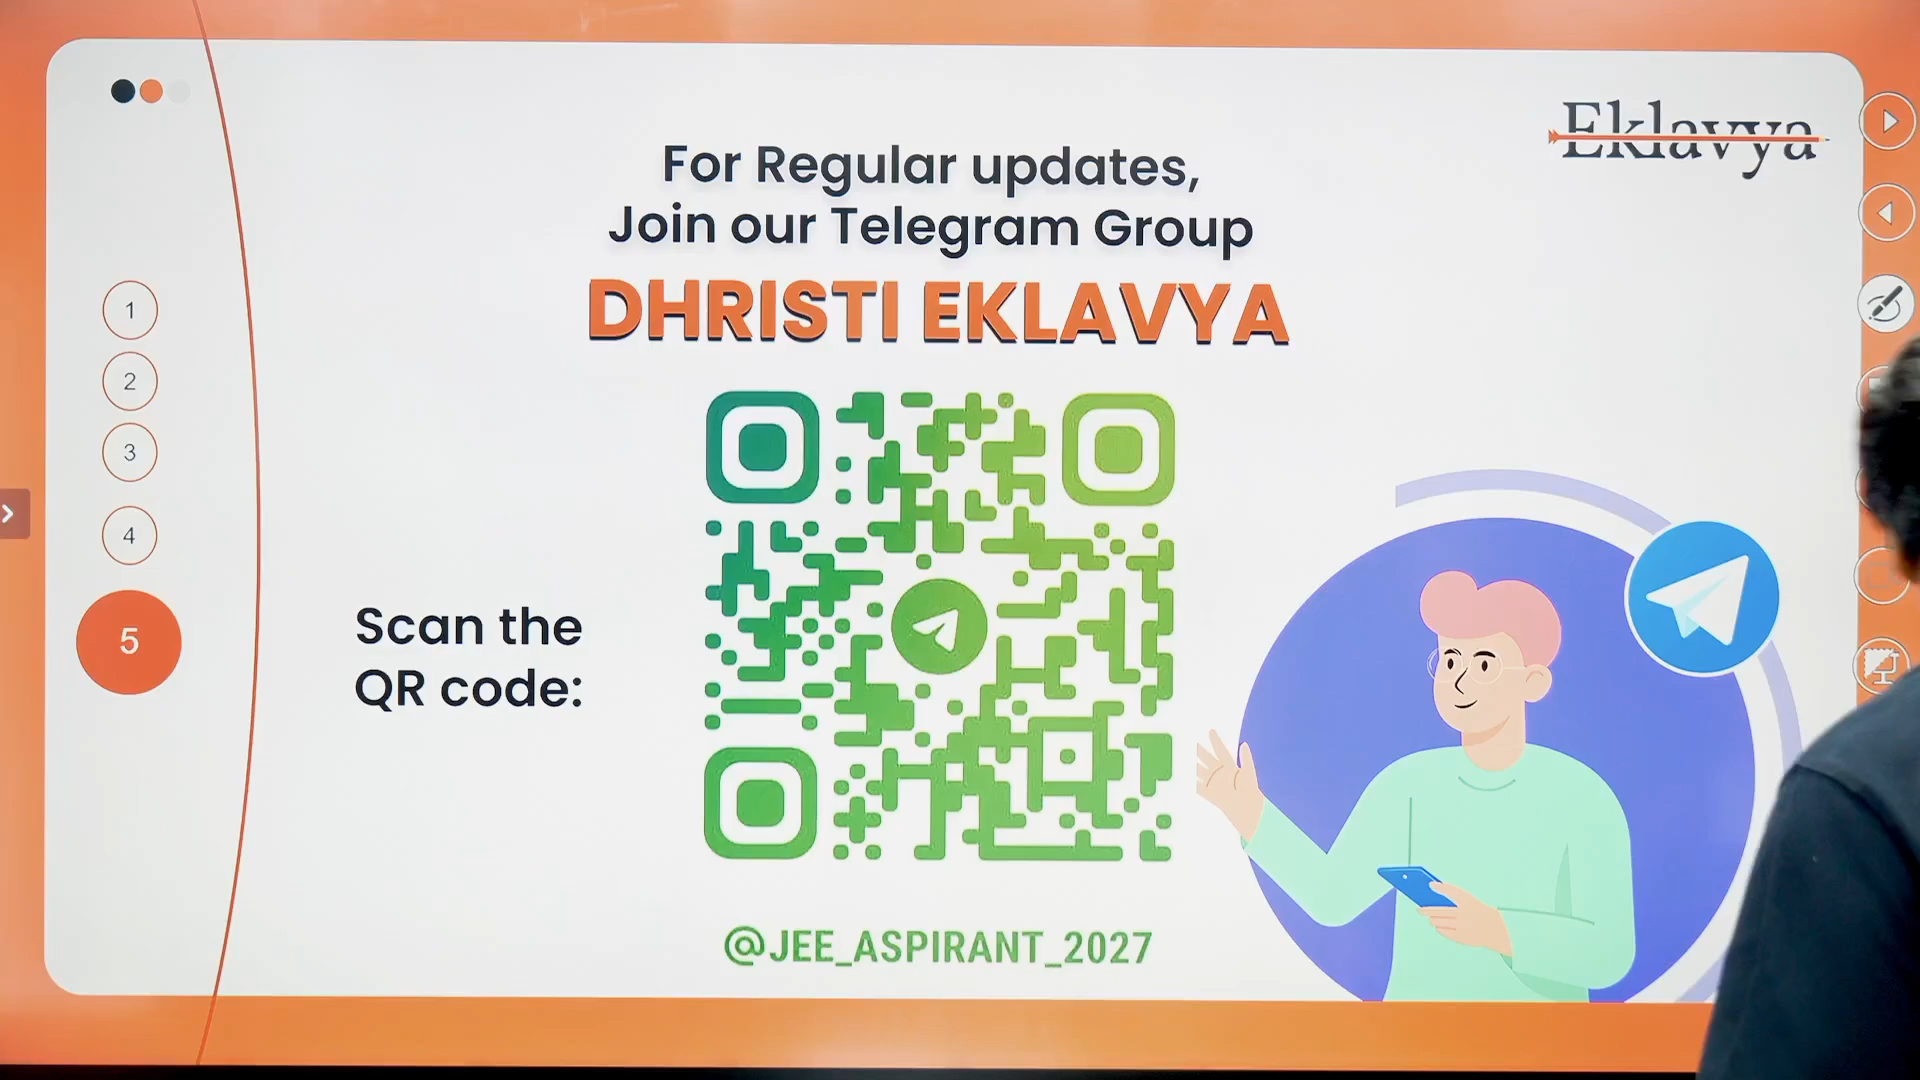 Eklavya
For Regular updates,
Join our Telegram Group
DHRISTI EKLAVYA
1
2
3
4
5
Scan the
QR code:
@JEE_ASPIRANT_2027